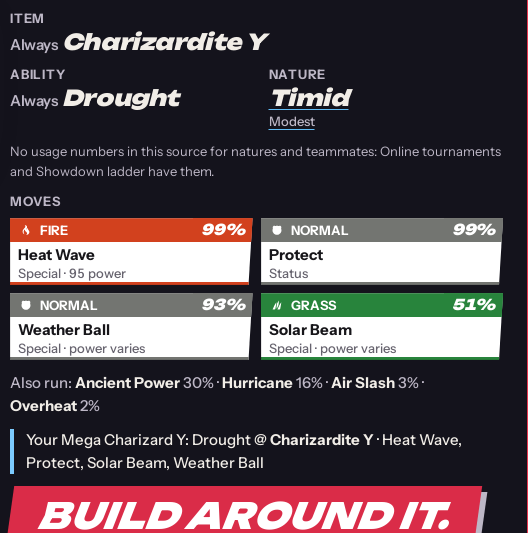 ITEM
Always Charizardite Y
ABILITY
Always Drought
NATURE
Timid
Modest
No usage numbers in this source for natures and teammates: Online tournaments
and Showdown ladder have them.
MOVES
FIRE 99%
Heat Wave
Special · 95 power
NORMAL 99%
Protect
Status
NORMAL 93%
Weather Ball
Special · power varies
GRASS 51%
Solar Beam
Special · power varies
Also run: Ancient Power 30% · Hurricane 16% · Air Slash 3% ·
Overheat 2%
Your Mega Charizard Y: Drought @ Charizardite Y · Heat Wave,
Protect, Solar Beam, Weather Ball
BUILD AROUND IT.